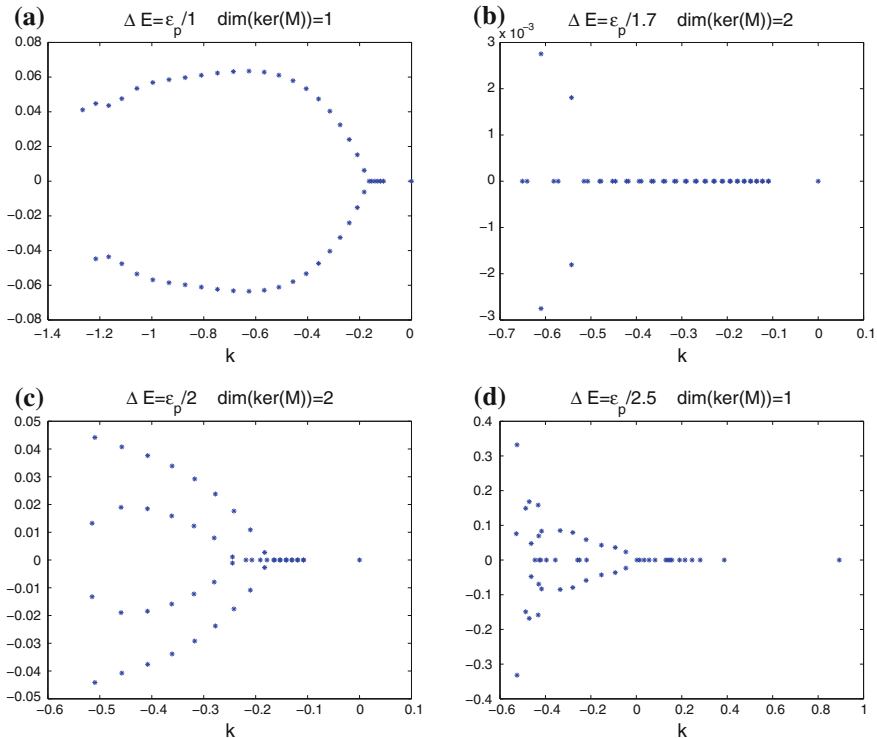 (a) Δ E=ε_p/1 dim(ker(M))=1
0.08
0.06
0.04
0.02
0
−0.02
−0.04
−0.06
−0.08
−1.4 −1.2 −1 −0.8 −0.6 −0.4 −0.2 0
k
(b) Δ E=ε_p/1.7 dim(ker(M))=2
x 10⁻³
3
2
1
0
−1
−2
−3
−0.7 −0.6 −0.5 −0.4 −0.3 −0.2 −0.1 0 0.1
k
(c) Δ E=ε_p/2 dim(ker(M))=2
0.05
0.04
0.03
0.02
0.01
0
−0.01
−0.02
−0.03
−0.04
−0.05
−0.6 −0.5 −0.4 −0.3 −0.2 −0.1 0 0.1
k
(d) Δ E=ε_p/2.5 dim(ker(M))=1
0.4
0.3
0.2
0.1
0
−0.1
−0.2
−0.3
−0.4
−0.6 −0.4 −0.2 0 0.2 0.4 0.6 0.8 1
k